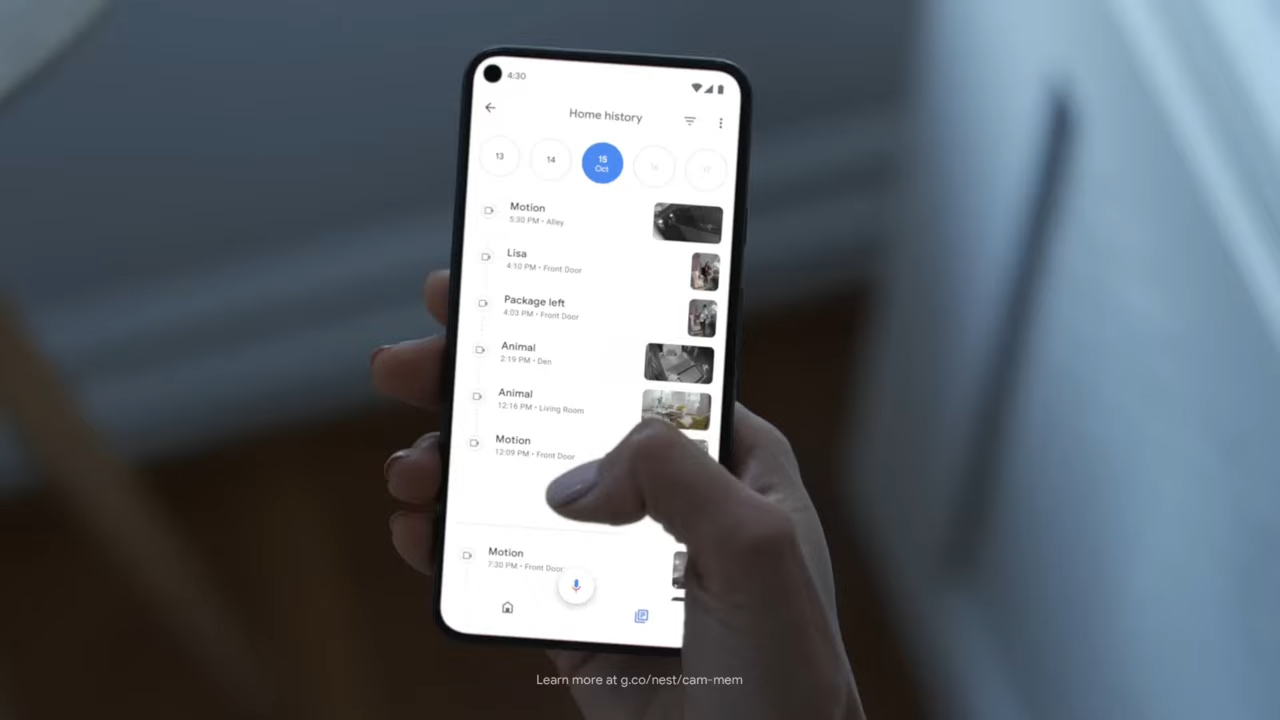 4:30
Home history
13
14
15
Oct
16
17
Motion
5:30 PM • Alley
Lisa
4:10 PM • Front Door
Package left
4:03 PM • Front Door
Animal
2:19 PM • Den
Animal
12:16 PM • Living Room
Motion
12:09 PM • Front Door
Motion
7:30 PM • Front Door
Learn more at g.co/nest/cam-mem